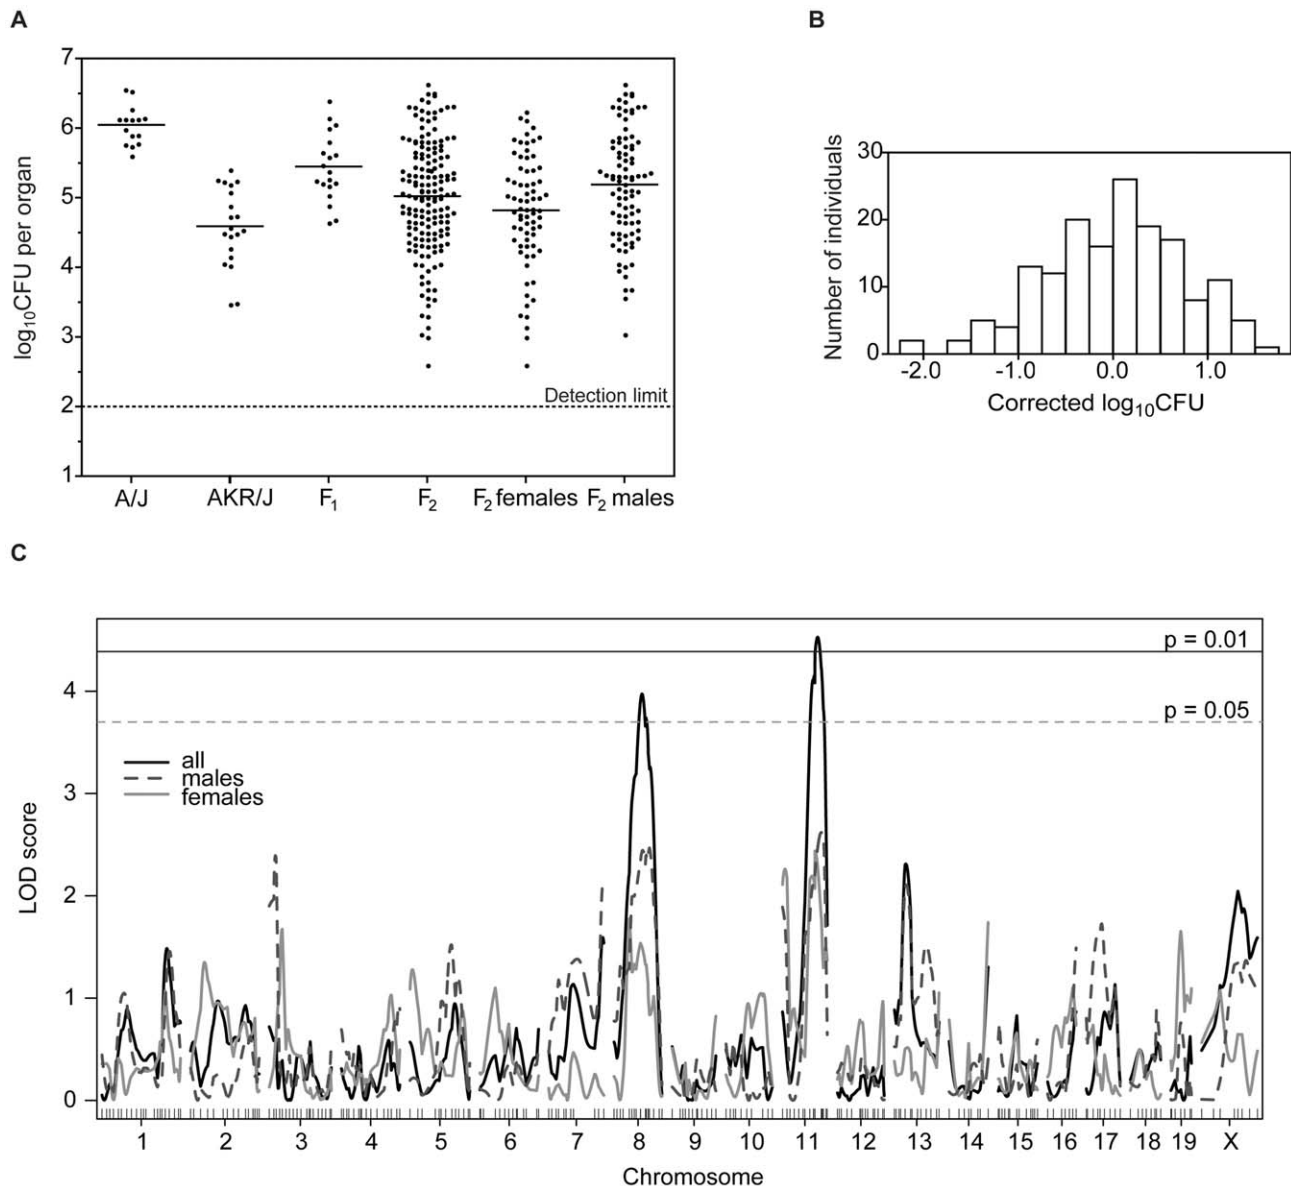 A
B
7
6
5
4
3
2
1
log10CFU per organ
Detection limit
A/J
AKR/J
F1
F2
F2 females
F2 males
30
20
10
0
Number of individuals
-2.0
-1.0
0.0
1.0
Corrected log10CFU
C
p = 0.01
p = 0.05
all
males
females
4
3
2
1
0
LOD score
1 2 3 4 5 6 7 8 9 10 11 12 13 14 15 16 17 18 19 X
Chromosome